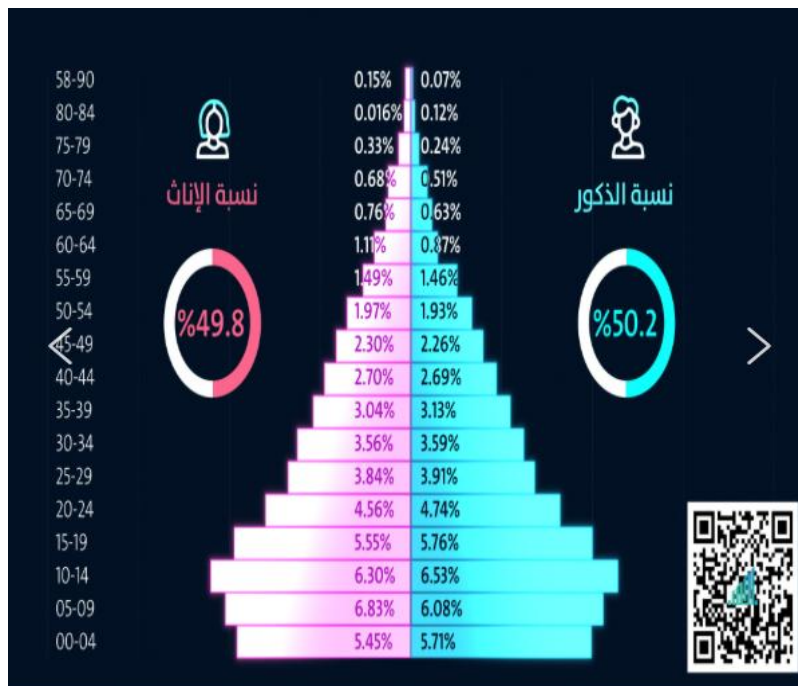 58-90 0.15% 0.07%
80-84 0.016% 0.12%
75-79 0.33% 0.24%
70-74 0.68% 0.51%
نسبة الذكور
نسبة الإناث
65-69 0.76% 0.63%
60-64 1.11% 0.87%
55-59 1.49% 1.46%
50-54 1.97% 1.93%
%49.8
%50.2
45-49 2.30% 2.26%
40-44 2.70% 2.69%
35-39 3.04% 3.13%
30-34 3.56% 3.59%
25-29 3.84% 3.91%
20-24 4.56% 4.74%
15-19 5.55% 5.76%
10-14 6.30% 6.53%
05-09 6.83% 6.08%
00-04 5.45% 5.71%